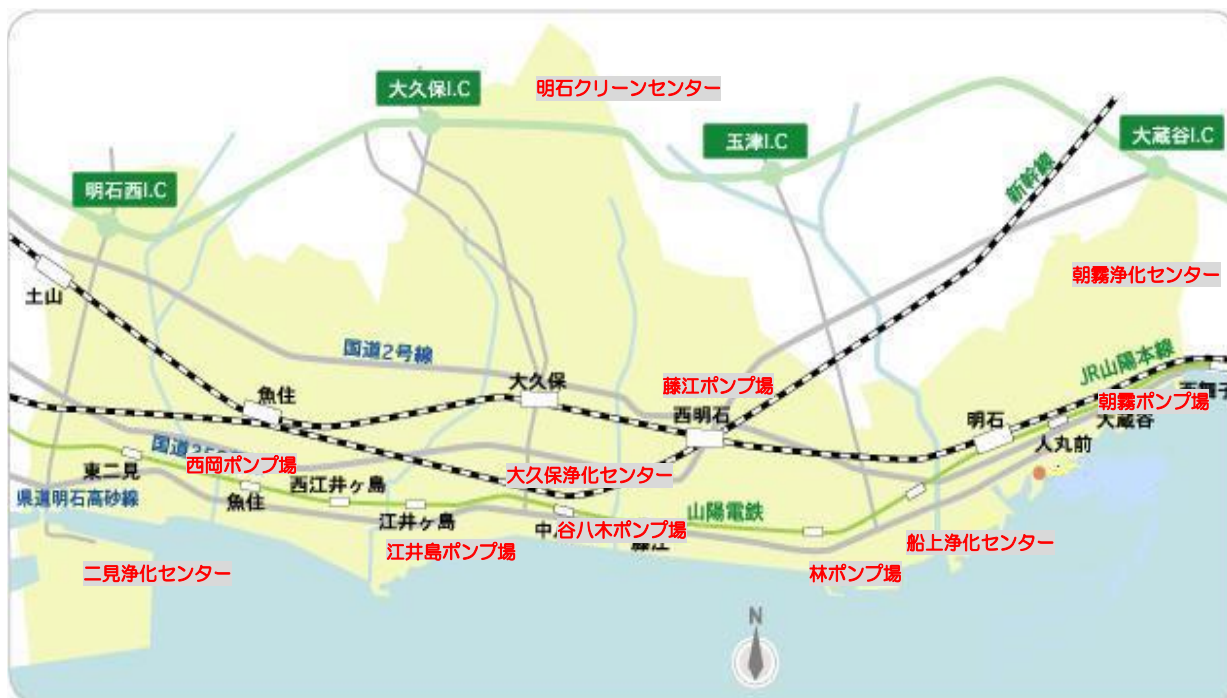 明石クリーンセンター
大久保I.C
玉津I.C
大蔵谷I.C
明石西I.C
新幹線
朝霧浄化センター
土山
国道2号線
JR山陽本線
大久保
藤江ポンプ場
魚住
西明石
明石
朝霧ポンプ場
大蔵谷
人丸前
国道2
西岡ポンプ場
東二見
大久保浄化センター
西江井ヶ島
県道明石高砂線
魚住
江井ヶ島
山陽電鉄
中
谷八木ポンプ場
船上浄化センター
江井島ポンプ場
二見浄化センター
林ポンプ場
N